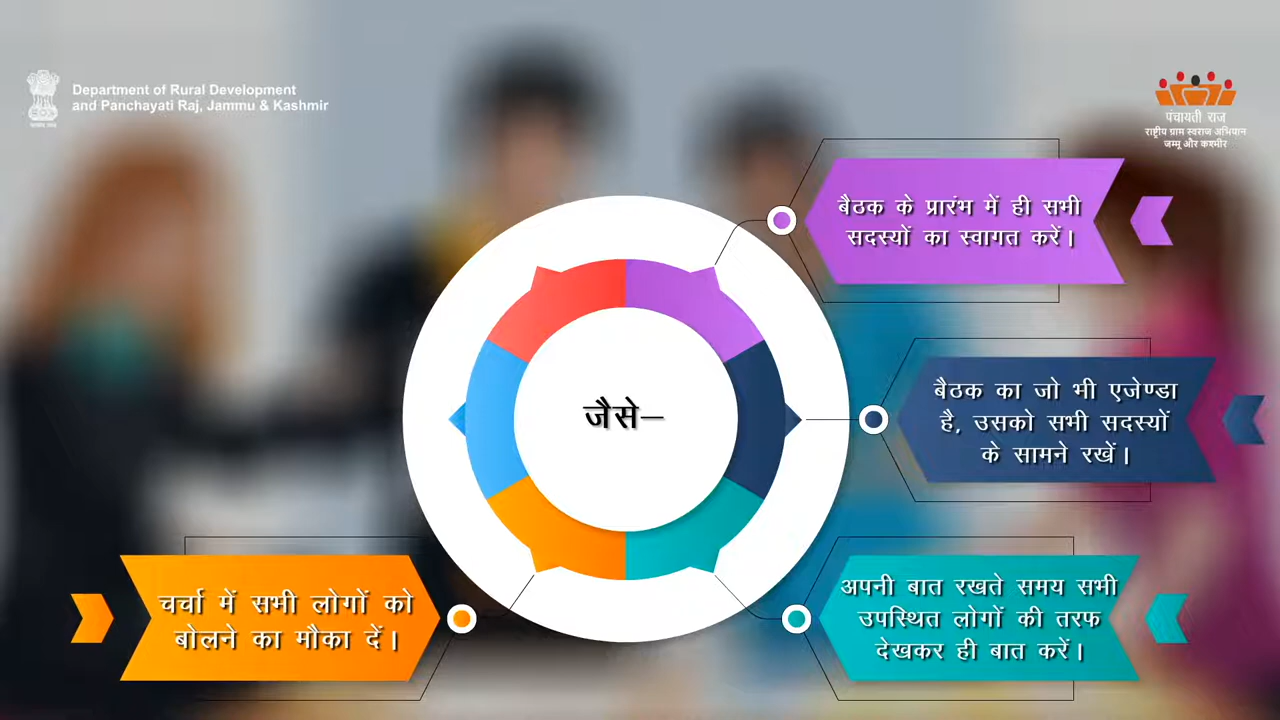 Department of Rural Development
and Panchayati Raj, Jammu & Kashmir
पंचायती राज
राष्ट्रीय ग्राम स्वराज अभियान
जम्मू और कश्मीर
बैठक के प्रारंभ में ही सभी
सदस्यों का स्वागत करें।
बैठक का जो भी एजेण्डा
है, उसको सभी सदस्यों
के सामने रखें।
जैसे–
अपनी बात रखते समय सभी
उपस्थित लोगों की तरफ
देखकर ही बात करें।
चर्चा में सभी लोगों को
बोलने का मौका दें।